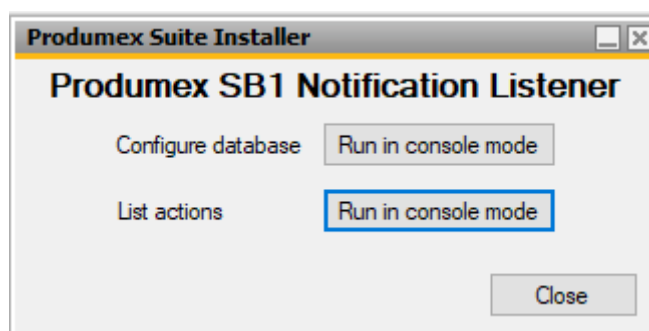 Produmex Suite Installer
Produmex SB1 Notification Listener
Configure database Run in console mode
List actions Run in console mode
Close